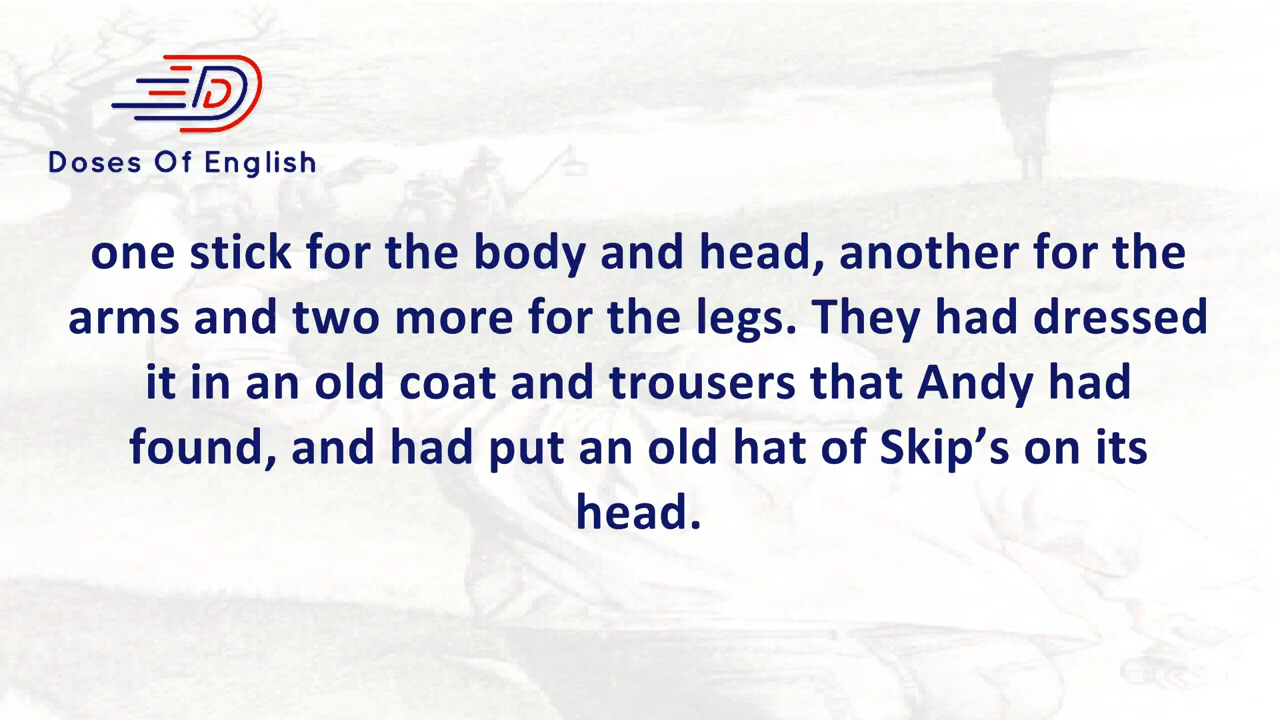 Doses Of English
one stick for the body and head, another for the
arms and two more for the legs. They had dressed
it in an old coat and trousers that Andy had
found, and had put an old hat of Skip’s on its
head.